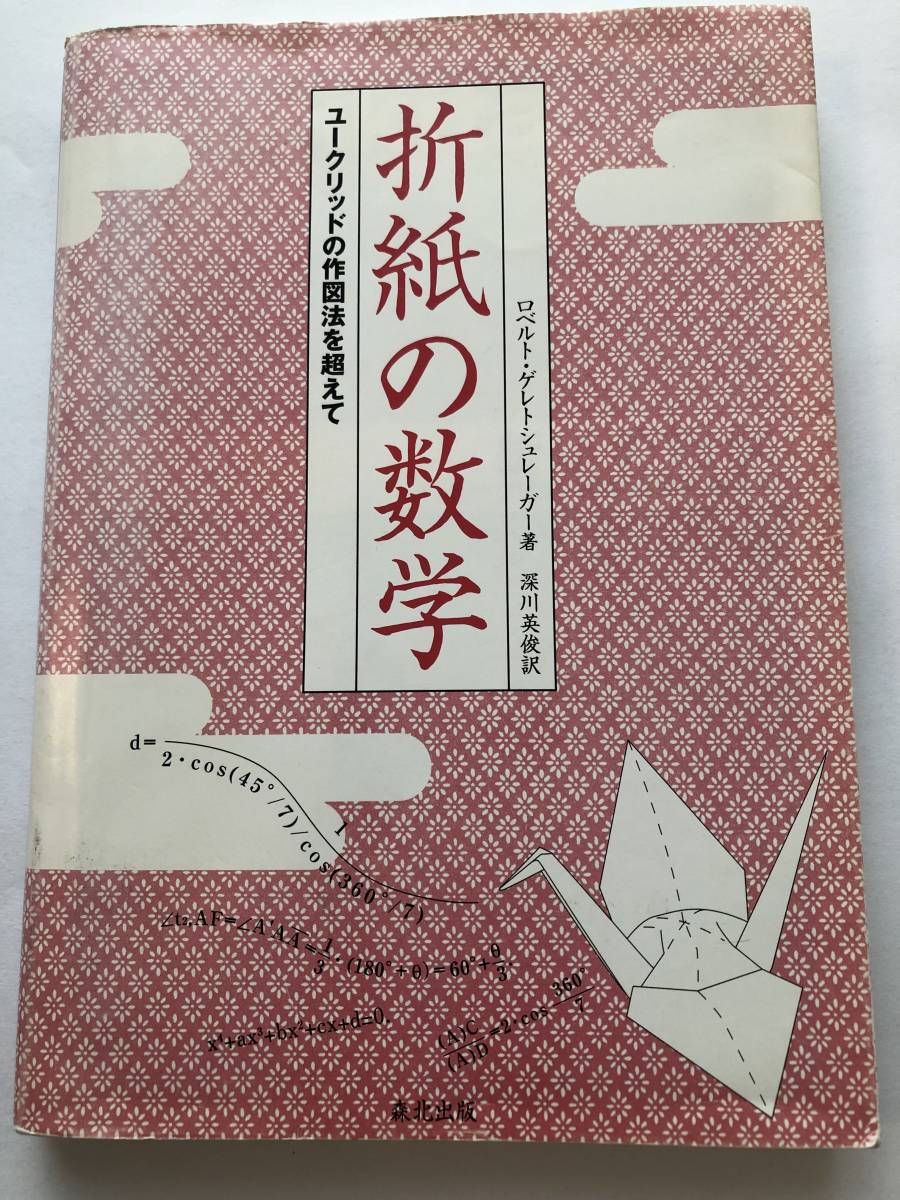 折紙の数学
ユークリッドの作図法を超えて
ロベルト・ゲレトシュレーガー著 深川英俊訳
d=
1
2・cos(45°/7)/cos(360°/7)
∠t₂,AF=∠A'AA̅=1/3・(180°+θ)=60°+θ/3.
x⁴+ax³+bx²+cx+d=0.
(A)C/(A)D=2・cos 360°/7
森北出版